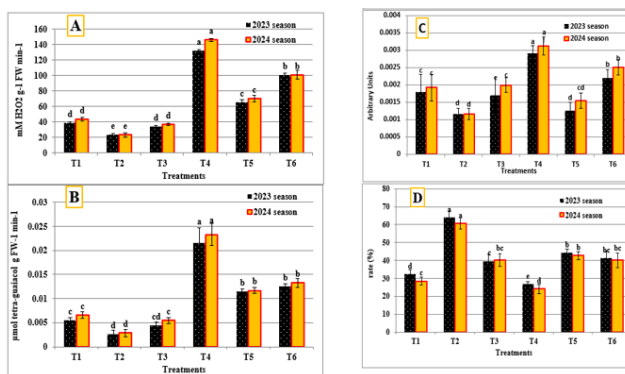 A
2023 season
2024 season
mM H2O2 g-1 FW min-1
160
140
120
100
80
60
40
20
0
d d
e e
d d
a a
c c
b b
T1 T2 T3 T4 T5 T6
Treatments
B
2023 season
2024 season
µmol tetra-guaiacol g FW-1 min-1
0.03
0.025
0.02
0.015
0.01
0.005
0
c c
d d
cd c
a a
b b
b b
T1 T2 T3 T4 T5 T6
Treatments
C
2023 season
2024 season
Arbitrary Units
0.004
0.0035
0.003
0.0025
0.002
0.0015
0.001
0.0005
0
c c
d d
c
a a
d cd
b b
T1 T2 T3 T4 T5 T6
Treatments
D
2023 season
2024 season
rate (%)
80
70
60
50
40
30
20
10
0
d c
a a
c bc
e d
b b
bc bc
T1 T2 T3 T4 T5 T6
Treatments